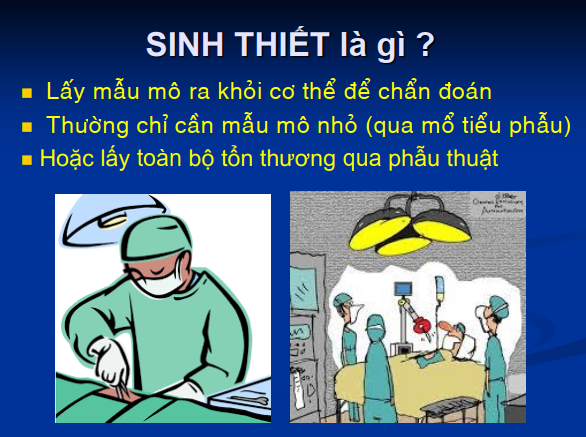 SINH THIẾT là gì ?
Lấy mẫu mô ra khỏi cơ thể để chẩn đoán
Thường chỉ cần mẫu mô nhỏ (qua mổ tiểu phẫu)
Hoặc lấy toàn bộ tổn thương qua phẫu thuật